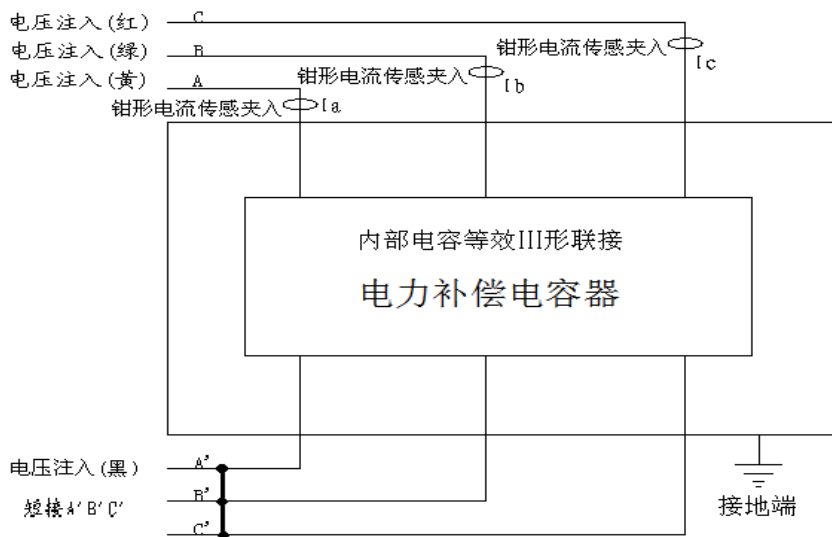 电压注入(红) C
钳形电流传感夹入 Ic
电压注入(绿) B
钳形电流传感夹入 Ib
电压注入(黄) A
钳形电流传感夹入 Ia
内部电容等效III形联接
电力补偿电容器
电压注入(黑) A'
B'
短接A'B'C'
C'
接地端